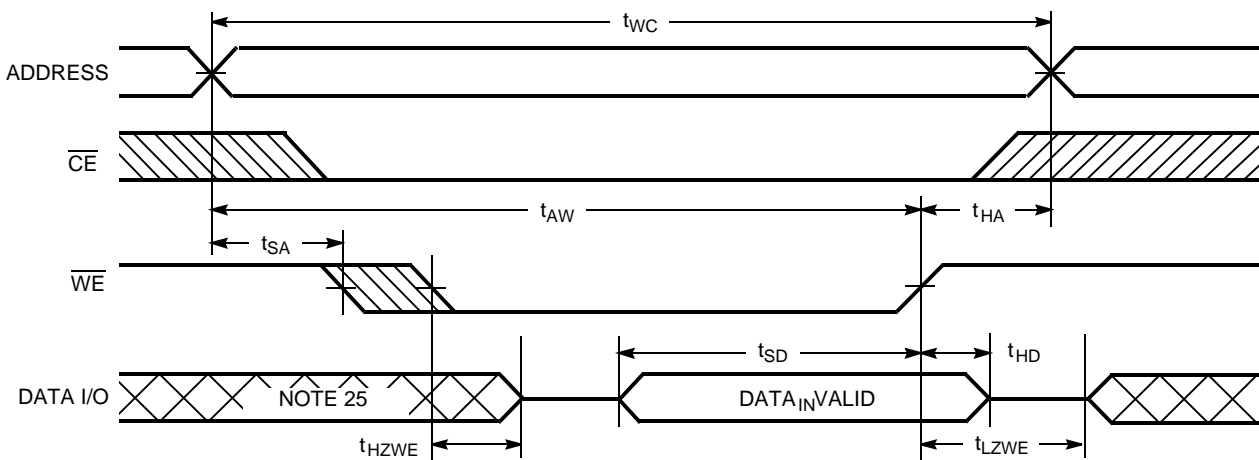 tWC
ADDRESS
CE
tAW
tHA
tSA
WE
tSD
tHD
DATA I/O
NOTE 25
DATAINVALID
tHZWE
tLZWE